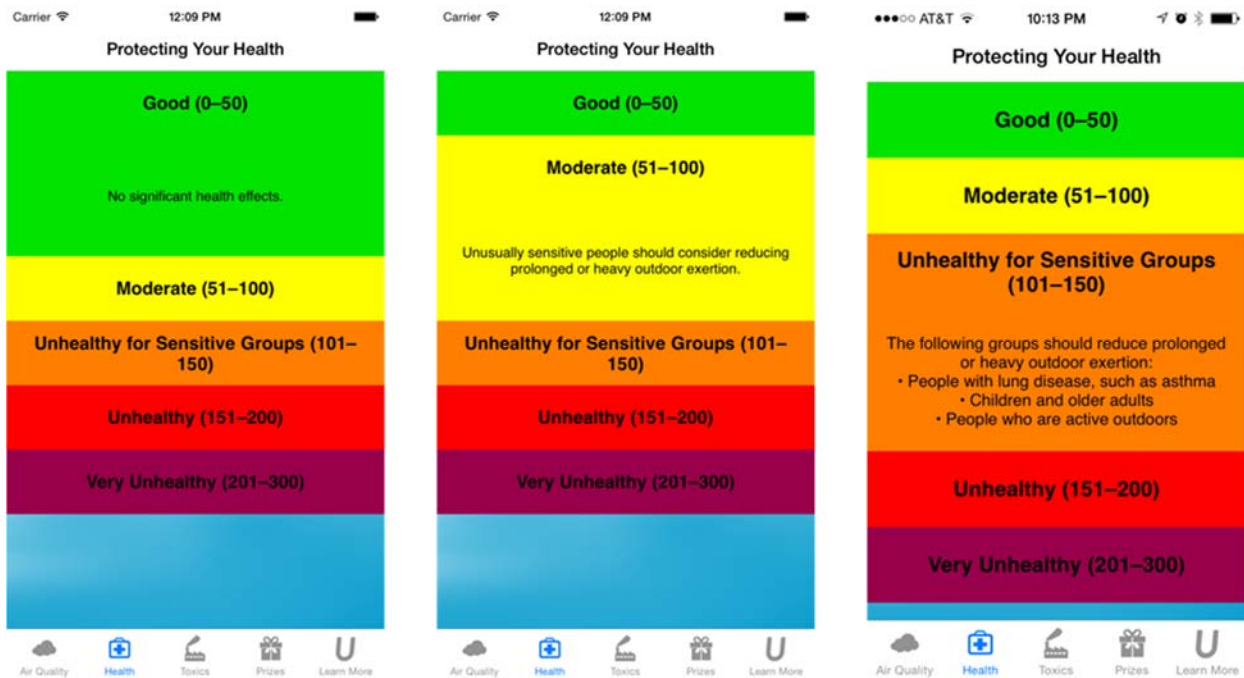 Carrier
12:09 PM
Protecting Your Health
Good (0–50)
No significant health effects.
Moderate (51–100)
Unhealthy for Sensitive Groups (101–
150)
Unhealthy (151–200)
Very Unhealthy (201–300)
Air Quality
Health
Toxics
Prizes
Learn More
Carrier
12:09 PM
Protecting Your Health
Good (0–50)
Moderate (51–100)
Unusually sensitive people should consider reducing
prolonged or heavy outdoor exertion.
Unhealthy for Sensitive Groups (101–
150)
Unhealthy (151–200)
Very Unhealthy (201–300)
Air Quality
Health
Toxics
Prizes
Learn More
AT&T
10:13 PM
Protecting Your Health
Good (0–50)
Moderate (51–100)
Unhealthy for Sensitive Groups
(101–150)
The following groups should reduce prolonged
or heavy outdoor exertion:
• People with lung disease, such as asthma
• Children and older adults
• People who are active outdoors
Unhealthy (151–200)
Very Unhealthy (201–300)
Air Quality
Health
Toxics
Prizes
Learn More